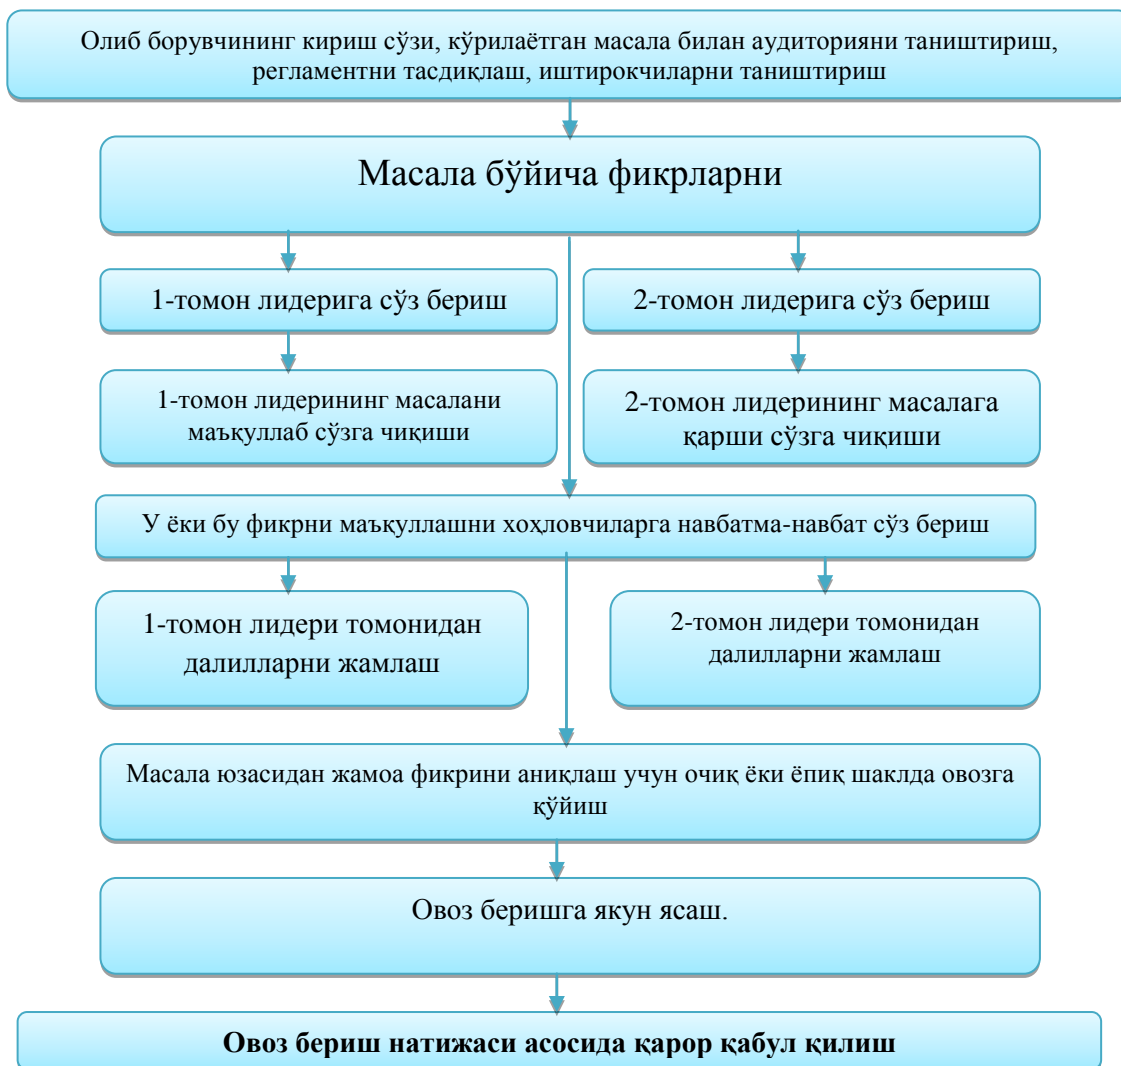 Олиб борувчининг кириш сўзи, кўрилаётган масала билан аудиторияни таништириш,
регламентни тасдиқлаш, иштирокчиларни таништириш
Масала бўйича фикрларни
1-томон лидерига сўз бериш
2-томон лидерига сўз бериш
1-томон лидерининг масалани
маъқуллаб сўзга чиқиши
2-томон лидерининг масалага
қарши сўзга чиқиши
У ёки бу фикрни маъқуллашни хоҳловчиларга навбатма-навбат сўз бериш
1-томон лидери томонидан
далилларни жамлаш
2-томон лидери томонидан
далилларни жамлаш
Масала юзасидан жамоа фикрини аниқлаш учун очиқ ёки ёпиқ шаклда овозга
қўйиш
Овоз беришга якун ясаш.
Овоз бериш натижаси асосида қарор қабул қилиш